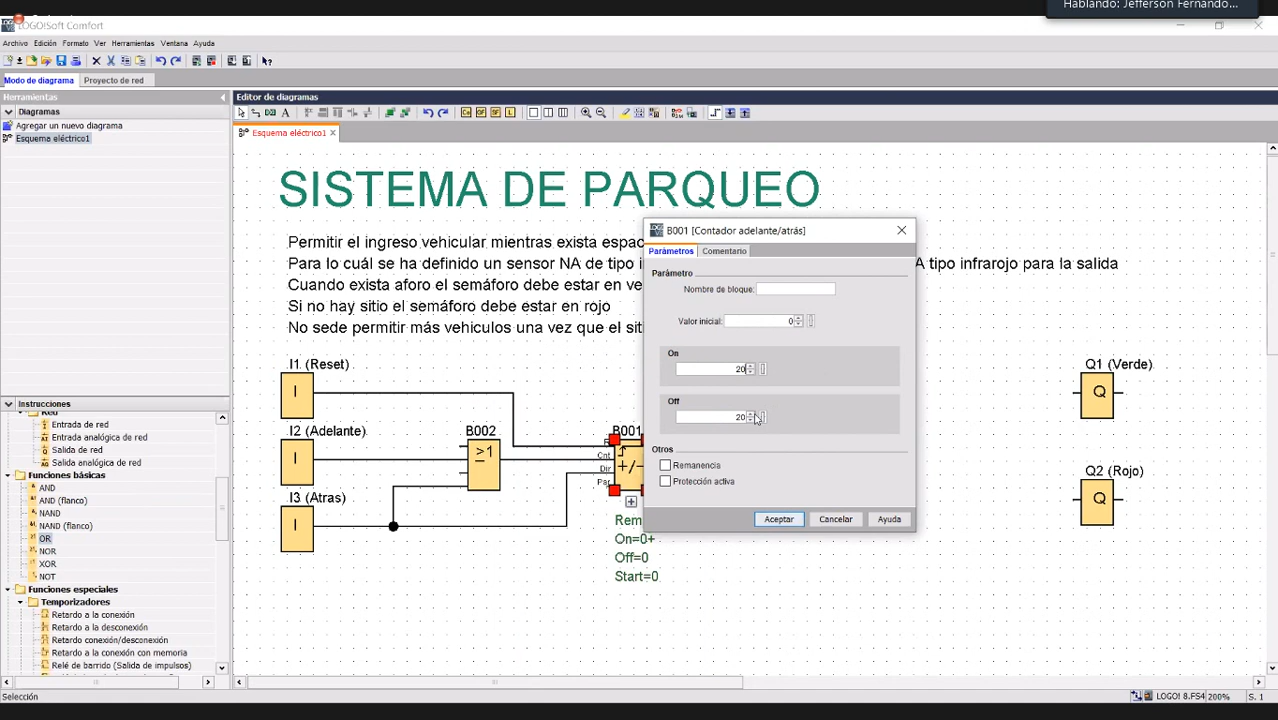 Hablando: Jefferson Fernando...
LOGO!Soft Comfort
Archivo Edición Formato Ver Herramientas Ventana Ayuda
Modo de diagrama Proyecto de red
Herramientas
Editor de diagramas
Diagramas
Agregar un nuevo diagrama
Esquema eléctrico1
Esquema eléctrico1
SISTEMA DE PARQUEO
Permitir el ingreso vehicular mientras exista espac
Para lo cuál se ha definido un sensor NA de tipo i
A tipo infrarojo para la salida
Cuando exista aforo el semáforo debe estar en ve
Si no hay sitio el semáforo debe estar en rojo
No sede permitir más vehiculos una vez que el sit
B001 [Contador adelante/atrás]
Parámetros Comentario
Parámetro
Nombre de bloque:
Valor inicial: 0
On
20
Off
20
Otros
Remanencia
Protección activa
Aceptar Cancelar Ayuda
I1 (Reset)
I
I2 (Adelante)
I
I3 (Atras)
I
B002
≥1
B001
R
Cnt
Dir
Par
+/-
Rem
On=0+
Off=0
Start=0
Q1 (Verde)
Q
Q2 (Rojo)
Q
Instrucciones
Red
Entrada de red
Entrada analógica de red
Salida de red
Salida analógica de red
Funciones básicas
AND
AND (flanco)
NAND
NAND (flanco)
OR
NOR
XOR
NOT
Funciones especiales
Temporizadores
Retardo a la conexión
Retardo a la desconexión
Retardo conexión/desconexión
Retardo a la conexión con memoria
Relé de barrido (Salida de impulsos)
Selección
LOGO! 8.FS4 200% S. 1